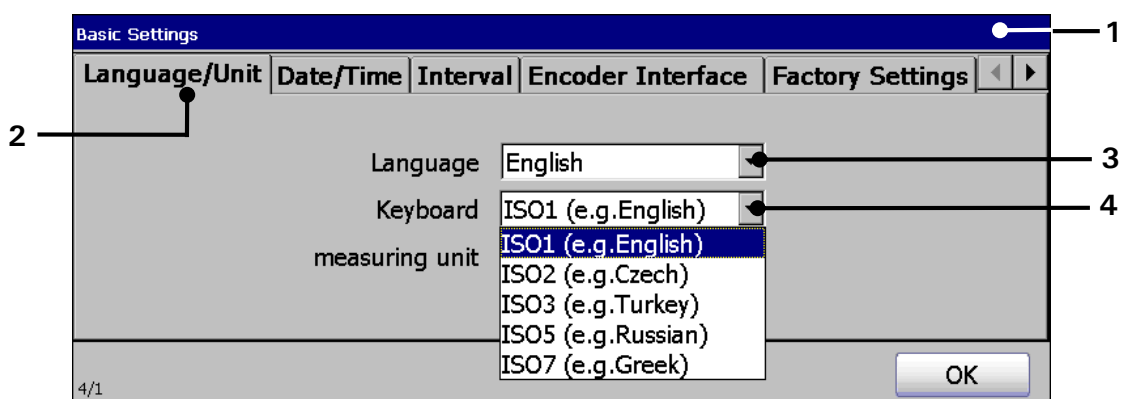 Basic Settings
1
Language/Unit Date/Time Interval Encoder Interface Factory Settings
2
Language English 3
Keyboard ISO1 (e.g.English) 4
ISO1 (e.g.English)
measuring unit
ISO2 (e.g.Czech)
ISO3 (e.g.Turkey)
ISO5 (e.g.Russian)
ISO7 (e.g.Greek)
OK
4/1